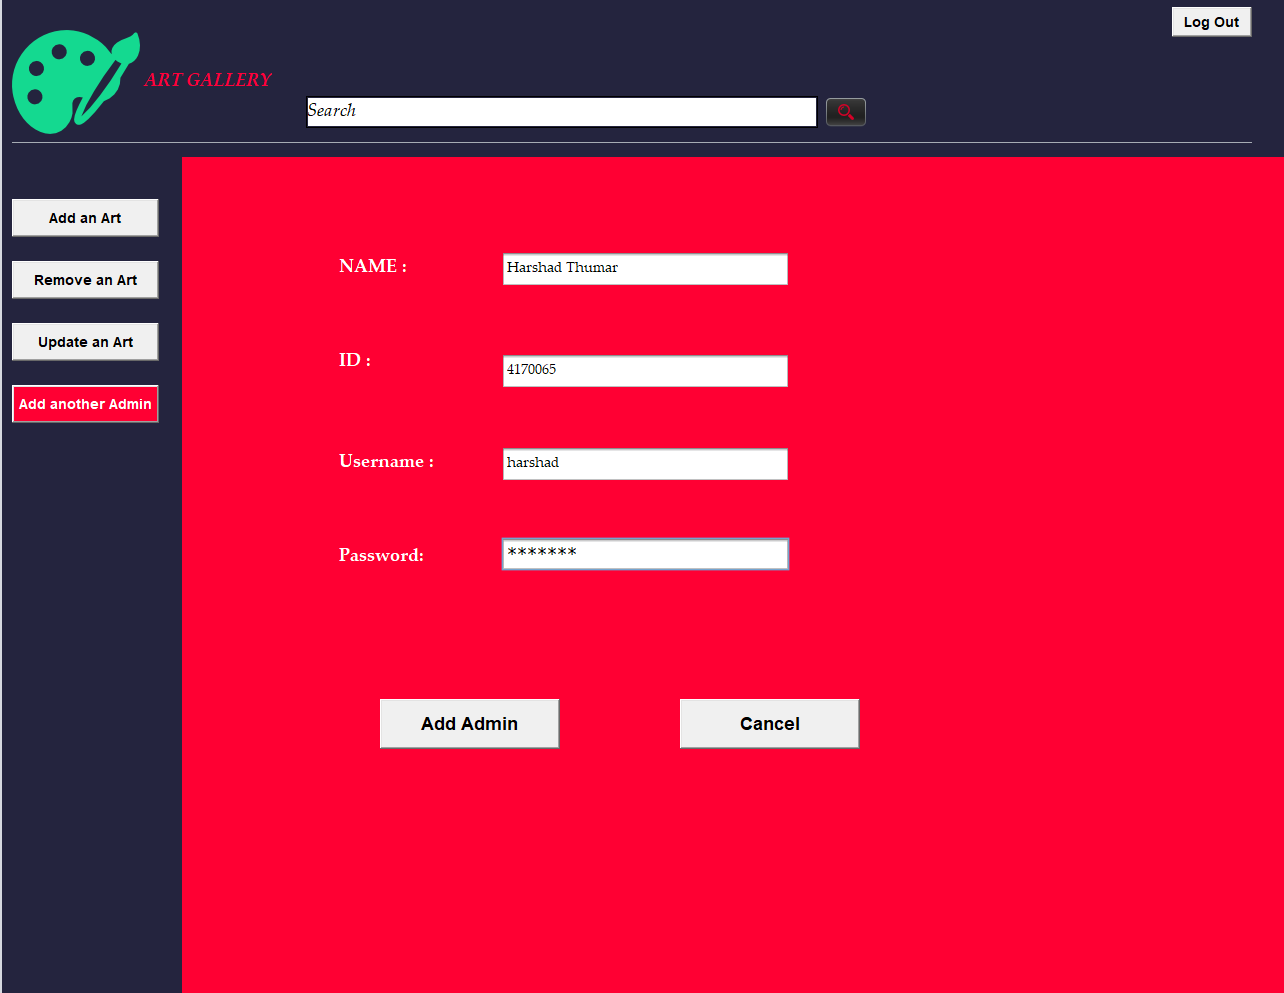 Log Out
ART GALLERY
Search
Add an Art
Remove an Art
Update an Art
Add another Admin
NAME :
Harshad Thumar
ID :
4170065
Username :
harshad
Password:
*******
Add Admin
Cancel